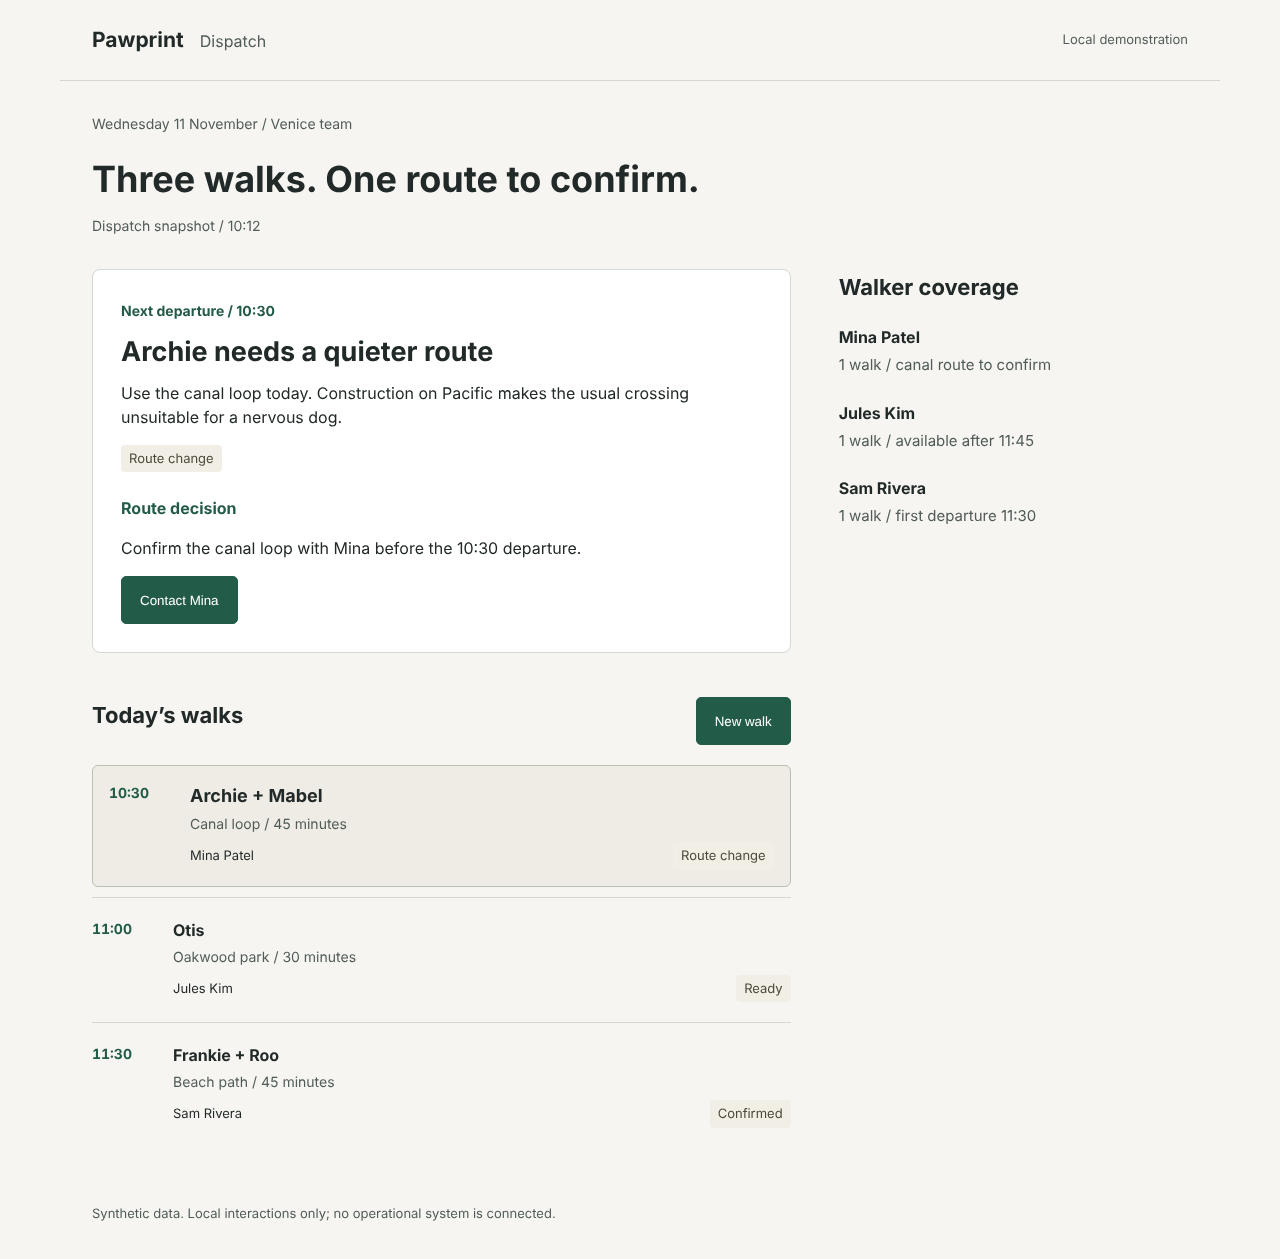 Pawprint Dispatch
Local demonstration
Wednesday 11 November / Venice team
Three walks. One route to confirm.
Dispatch snapshot / 10:12
Next departure / 10:30
Archie needs a quieter route
Use the canal loop today. Construction on Pacific makes the usual crossing
unsuitable for a nervous dog.
Route change
Route decision
Confirm the canal loop with Mina before the 10:30 departure.
Contact Mina
Walker coverage
Mina Patel
1 walk / canal route to confirm
Jules Kim
1 walk / available after 11:45
Sam Rivera
1 walk / first departure 11:30
Today’s walks
New walk
10:30
Archie + Mabel
Canal loop / 45 minutes
Mina Patel
Route change
11:00
Otis
Oakwood park / 30 minutes
Jules Kim
Ready
11:30
Frankie + Roo
Beach path / 45 minutes
Sam Rivera
Confirmed
Synthetic data. Local interactions only; no operational system is connected.